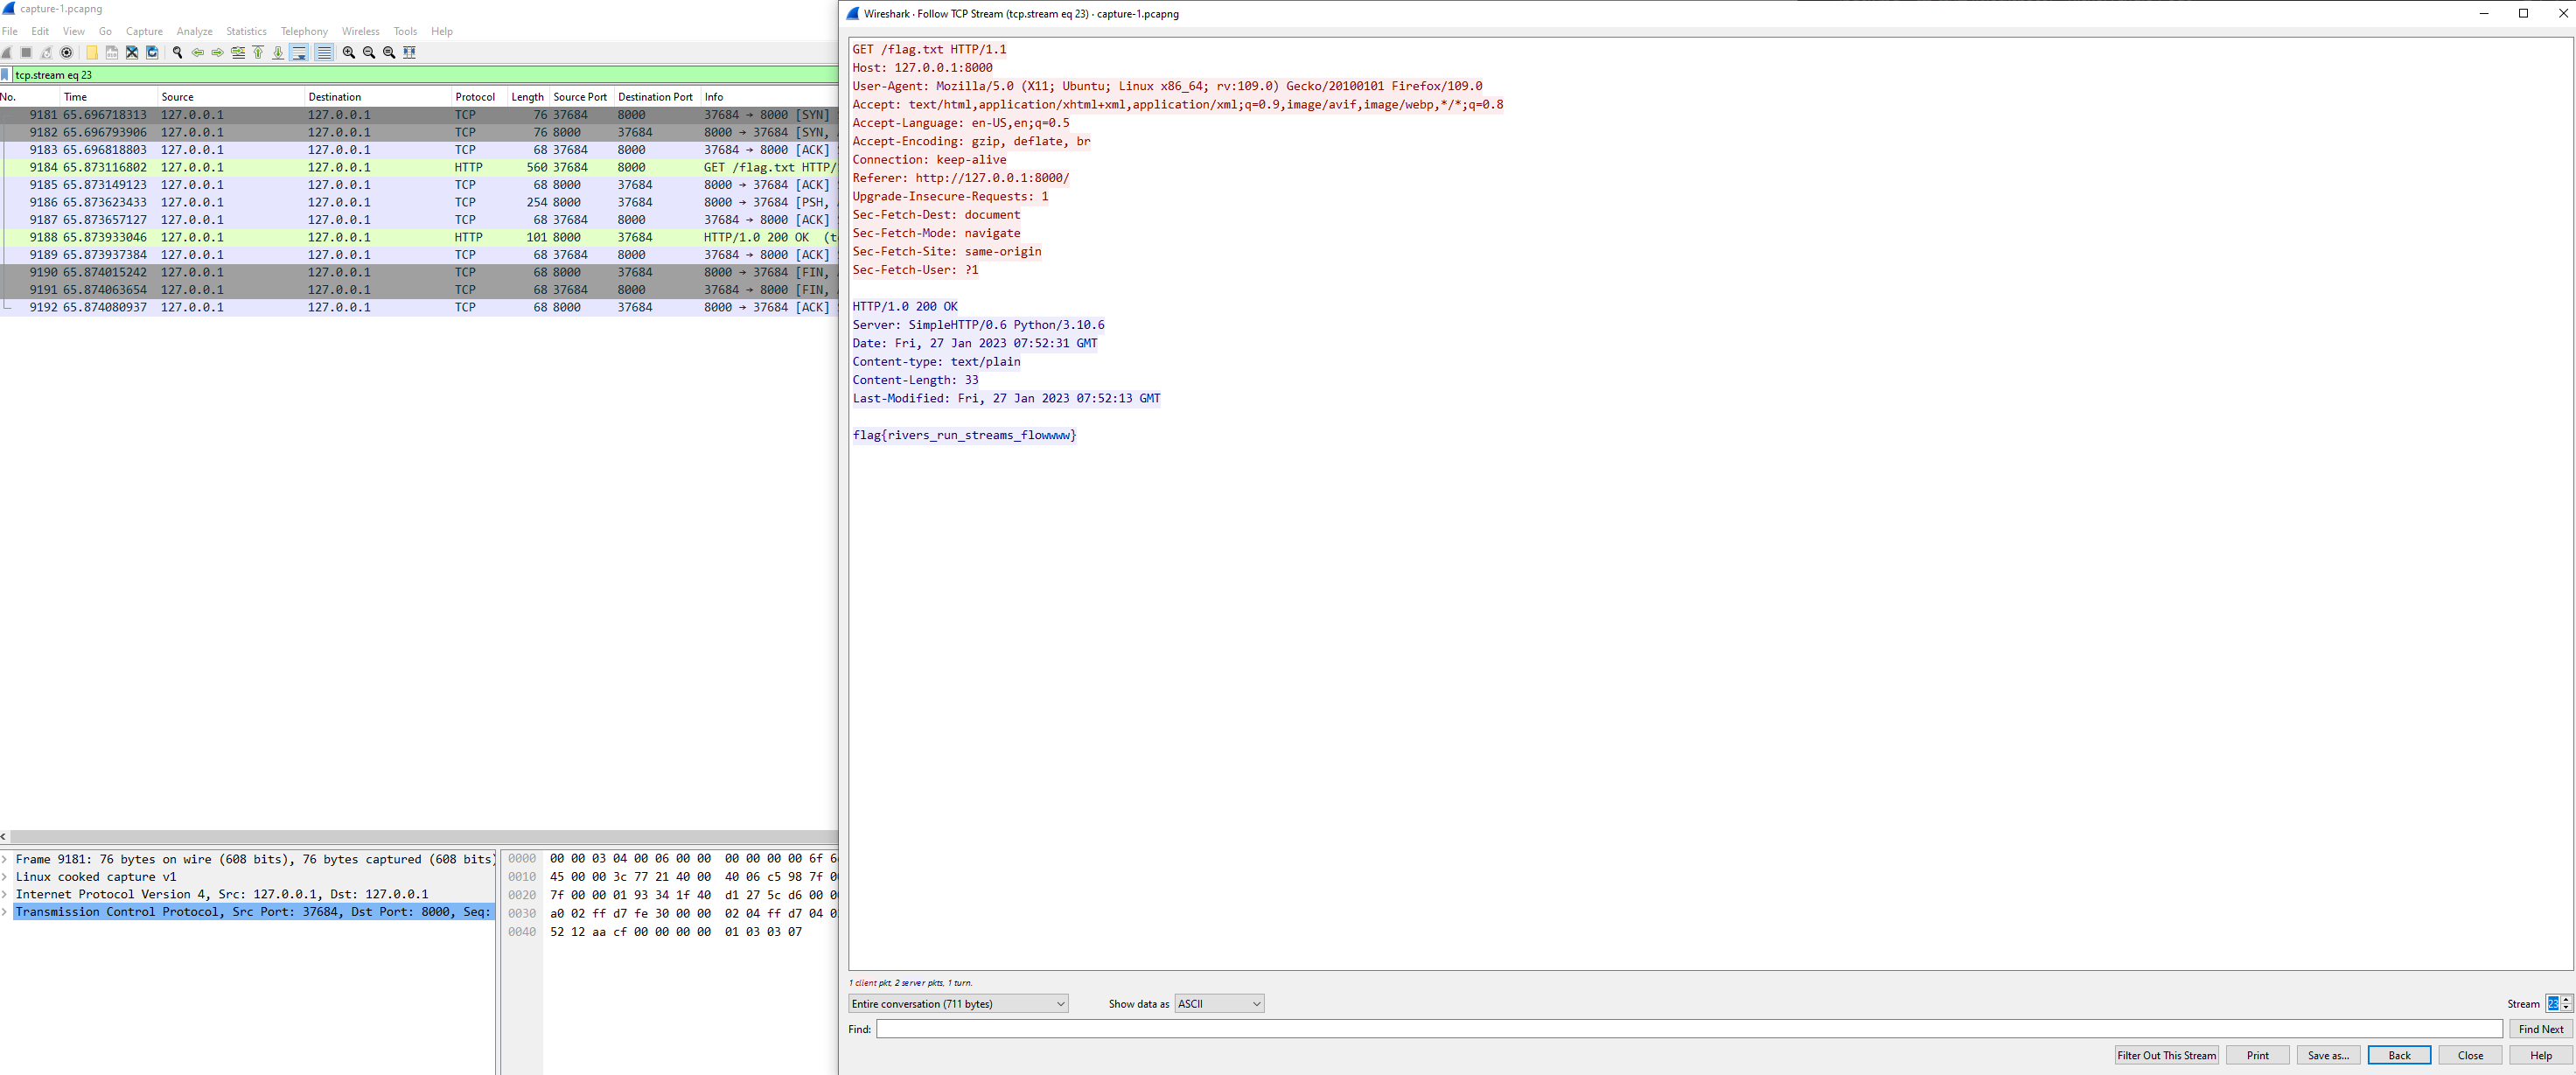 capture-1.pcapng
File Edit View Go Capture Analyze Statistics Telephony Wireless Tools Help
tcp.stream eq 23
No. Time Source Destination Protocol Length Source Port Destination Port Info
9181 65.696718313 127.0.0.1 127.0.0.1 TCP 76 37684 8000 37684 → 8000 [SYN]
9182 65.696793906 127.0.0.1 127.0.0.1 TCP 76 8000 37684 8000 → 37684 [SYN,
9183 65.696818803 127.0.0.1 127.0.0.1 TCP 68 37684 8000 37684 → 8000 [ACK]
9184 65.873116802 127.0.0.1 127.0.0.1 HTTP 560 37684 8000 GET /flag.txt HTTP/
9185 65.873149123 127.0.0.1 127.0.0.1 TCP 68 8000 37684 8000 → 37684 [ACK]
9186 65.873623433 127.0.0.1 127.0.0.1 TCP 254 8000 37684 8000 → 37684 [PSH,
9187 65.873657127 127.0.0.1 127.0.0.1 TCP 68 37684 8000 37684 → 8000 [ACK]
9188 65.873933046 127.0.0.1 127.0.0.1 HTTP 101 8000 37684 HTTP/1.0 200 OK (t
9189 65.873937384 127.0.0.1 127.0.0.1 TCP 68 37684 8000 37684 → 8000 [ACK]
9190 65.874015242 127.0.0.1 127.0.0.1 TCP 68 8000 37684 8000 → 37684 [FIN,
9191 65.874063654 127.0.0.1 127.0.0.1 TCP 68 37684 8000 37684 → 8000 [FIN,
9192 65.874080937 127.0.0.1 127.0.0.1 TCP 68 8000 37684 8000 → 37684 [ACK]
Frame 9181: 76 bytes on wire (608 bits), 76 bytes captured (608 bits)
Linux cooked capture v1
Internet Protocol Version 4, Src: 127.0.0.1, Dst: 127.0.0.1
Transmission Control Protocol, Src Port: 37684, Dst Port: 8000, Seq:
0000 00 00 03 04 00 06 00 00 00 00 00 00 6f 6
0010 45 00 00 3c 77 21 40 00 40 06 c5 98 7f 0
0020 7f 00 00 01 93 34 1f 40 d1 27 5c d6 00 0
0030 a0 02 ff d7 fe 30 00 00 02 04 ff d7 04 0
0040 52 12 aa cf 00 00 00 00 01 03 03 07
Wireshark · Follow TCP Stream (tcp.stream eq 23) · capture-1.pcapng
GET /flag.txt HTTP/1.1
Host: 127.0.0.1:8000
User-Agent: Mozilla/5.0 (X11; Ubuntu; Linux x86_64; rv:109.0) Gecko/20100101 Firefox/109.0
Accept: text/html,application/xhtml+xml,application/xml;q=0.9,image/avif,image/webp,*/*;q=0.8
Accept-Language: en-US,en;q=0.5
Accept-Encoding: gzip, deflate, br
Connection: keep-alive
Referer: http://127.0.0.1:8000/
Upgrade-Insecure-Requests: 1
Sec-Fetch-Dest: document
Sec-Fetch-Mode: navigate
Sec-Fetch-Site: same-origin
Sec-Fetch-User: ?1
HTTP/1.0 200 OK
Server: SimpleHTTP/0.6 Python/3.10.6
Date: Fri, 27 Jan 2023 07:52:31 GMT
Content-type: text/plain
Content-Length: 33
Last-Modified: Fri, 27 Jan 2023 07:52:13 GMT
flag{rivers_run_streams_flowwww}
1 client pkt, 2 server pkts, 1 turn.
Entire conversation (711 bytes) Show data as ASCII Stream 23
Find: Find Next
Filter Out This Stream Print Save as... Back Close Help